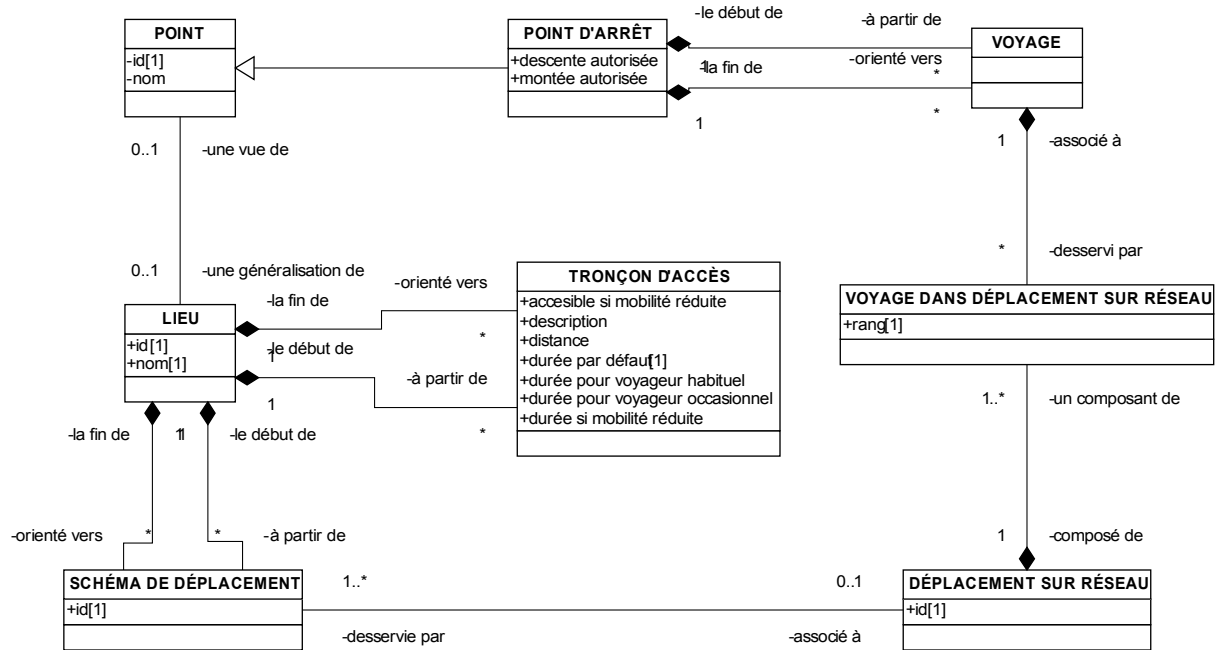 POINT
-id[1]
-nom
POINT D'ARRÊT
+descente autorisée
+montée autorisée
-le début de
-à partir de
1
*
-la fin de
-orienté vers
1
*
VOYAGE
0..1
-une vue de
0..1
-une généralisation de
1
-associé à
*
-desservi par
LIEU
+id[1]
+nom[1]
-la fin de
-orienté vers
1
*
-le début de
-à partir de
1
*
TRONÇON D'ACCÈS
+accesible si mobilité réduite
+description
+distance
+durée par défaut[1]
+durée pour voyageur habituel
+durée pour voyageur occasionnel
+durée si mobilité réduite
VOYAGE DANS DÉPLACEMENT SUR RÉSEAU
+rang[1]
1..*
-un composant de
1
-composé de
-la fin de
1
1
-le début de
-orienté vers
*
*
-à partir de
SCHÉMA DE DÉPLACEMENT
+id[1]
1..*
-desservie par
0..1
-associé à
DÉPLACEMENT SUR RÉSEAU
+id[1]